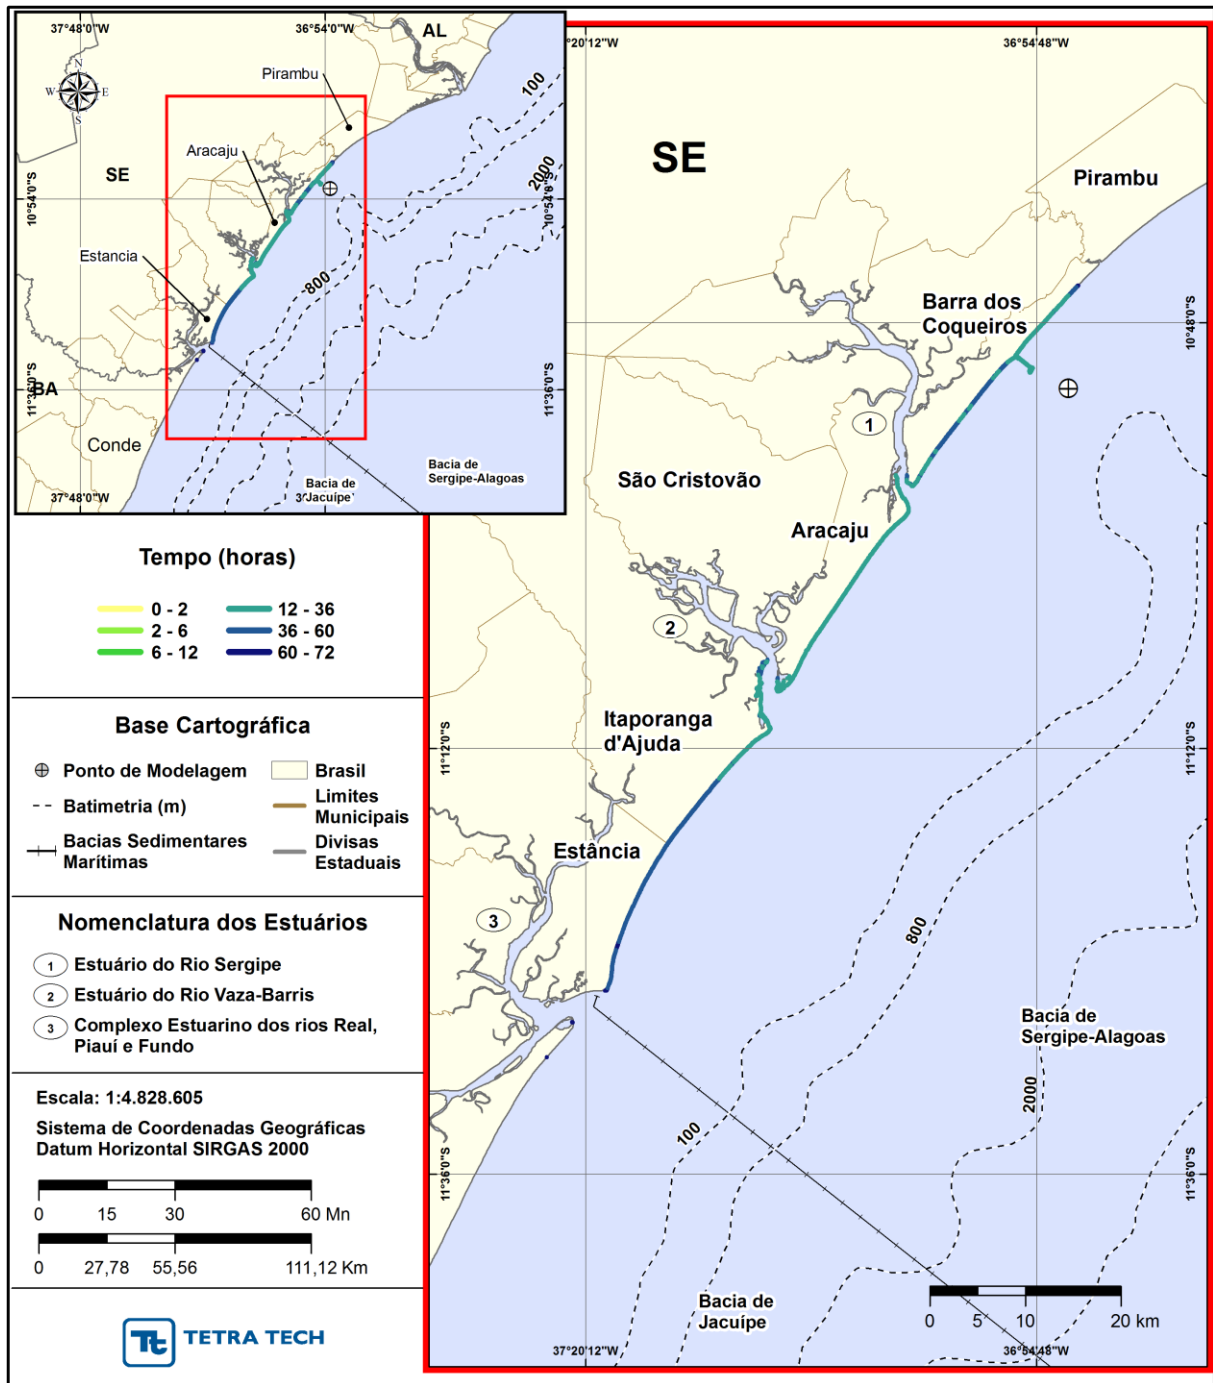 37°48'0"W
36°54'0"W
AL
Pirambu
100
N
W
E
S
Aracaju
2000
SE
10°54'0"S
10°54'0"S
Estancia
800
BA
11°36'0"S
11°36'0"S
Conde
Bacia de
Sergipe-Alagoas
Bacia de
Jacuípe
37°48'0"W
20'12"W
36°54'48"W
SE
Pirambu
Barra dos
Coqueiros
10°48'0"S
1
São Cristovão
Aracaju
2
Itaporanga
d'Ajuda
11°12'0"S
11°12'0"S
Estância
3
800
Bacia de
Sergipe-Alagoas
2000
100
11°36'0"S
11°36'0"S
Bacia de
Jacuípe
0 5 10 20 km
37°20'12"W
36°54'48"W
Tempo (horas)
0 - 2
12 - 36
2 - 6
36 - 60
6 - 12
60 - 72
Base Cartográfica
Ponto de Modelagem
Brasil
Batimetria (m)
Limites
Municipais
Bacias Sedimentares
Marítimas
Divisas
Estaduais
Nomenclatura dos Estuários
1 Estuário do Rio Sergipe
2 Estuário do Rio Vaza-Barris
3 Complexo Estuarino dos rios Real,
Piauí e Fundo
Escala: 1:4.828.605
Sistema de Coordenadas Geográficas
Datum Horizontal SIRGAS 2000
0 15 30 60 Mn
0 27,78 55,56 111,12 Km
Tt TETRA TECH